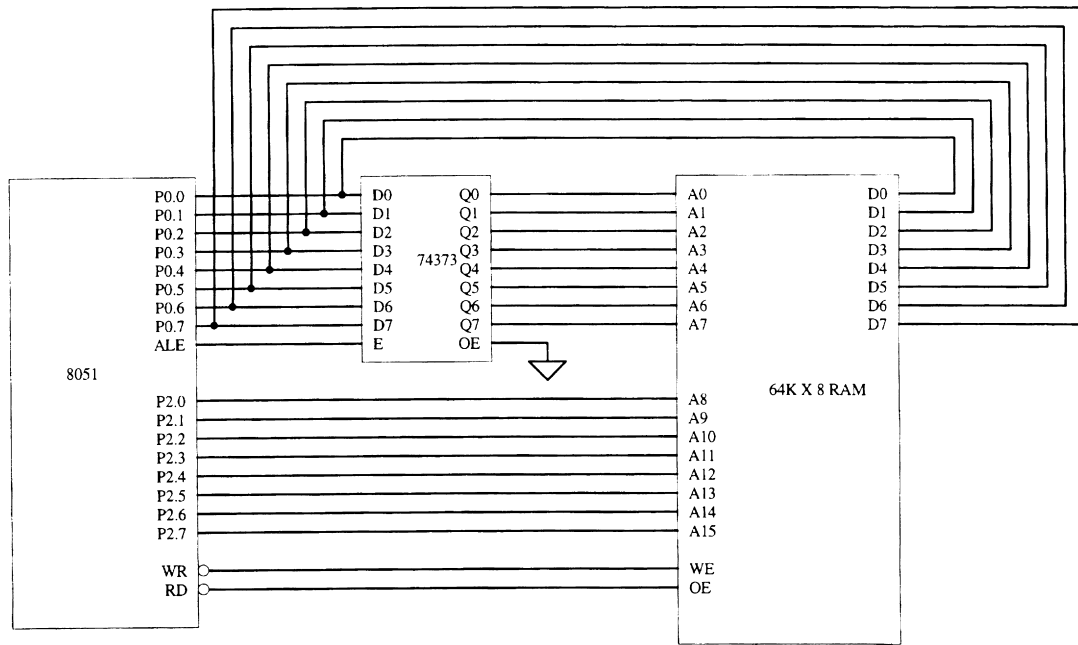 P0.0 D0 Q0 A0 D0
P0.1 D1 Q1 A1 D1
P0.2 D2 Q2 A2 D2
P0.3 D3 Q3 A3 D3
74373
P0.4 D4 Q4 A4 D4
P0.5 D5 Q5 A5 D5
P0.6 D6 Q6 A6 D6
P0.7 D7 Q7 A7 D7
ALE E OE
8051
64K X 8 RAM
P2.0 A8
P2.1 A9
P2.2 A10
P2.3 A11
P2.4 A12
P2.5 A13
P2.6 A14
P2.7 A15
WR WE
RD OE